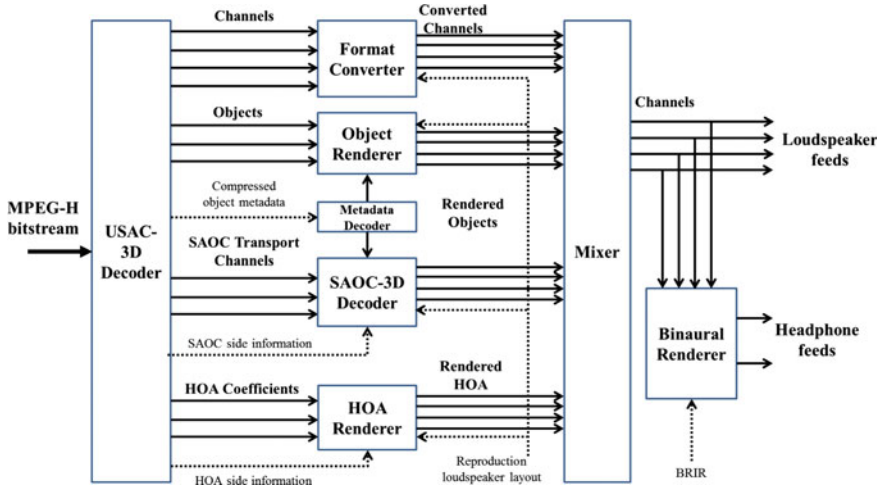 Channels
Converted
Channels
Format
Converter
Objects
Object
Renderer
Channels
Loudspeaker
feeds
Compressed
object metadata
Metadata
Decoder
Rendered
Objects
MPEG-H
bitstream
USAC-
3D
Decoder
SAOC Transport
Channels
SAOC-3D
Decoder
Mixer
SAOC side information
Binaural
Renderer
Headphone
feeds
HOA Coefficients
Rendered
HOA
HOA
Renderer
HOA side information
Reproduction
loudspeaker layout
BRIR